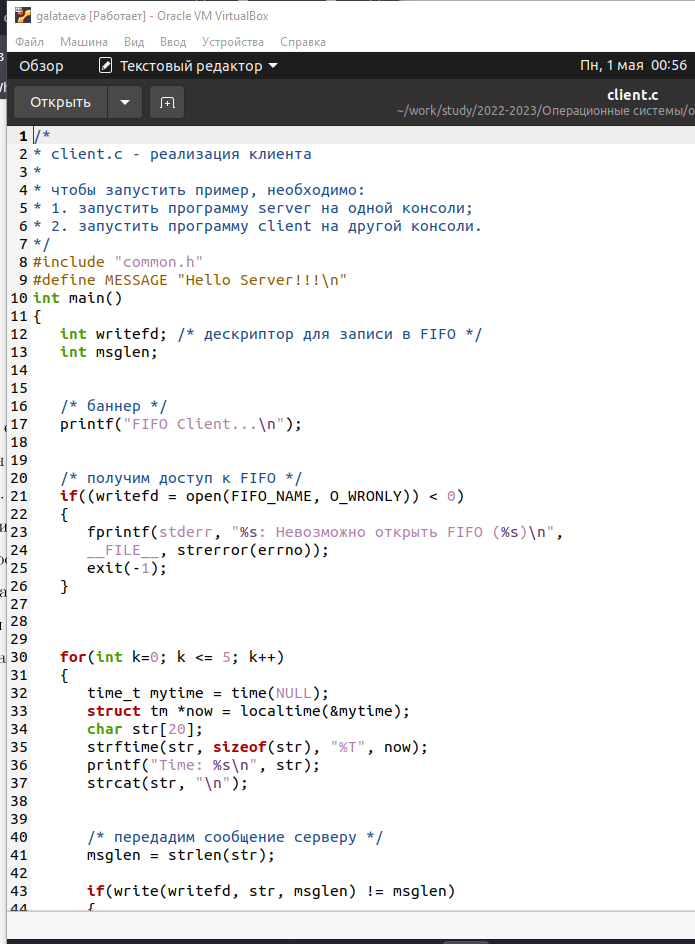 galataeva [Работает] - Oracle VM VirtualBox
Файл Машина Вид Ввод Устройства Справка
Обзор Текстовый редактор Пн, 1 мая 00:56
Открыть client.c
~/work/study/2022-2023/Операционные системы/o
1 /*
2 * client.c - реализация клиента
3 *
4 * чтобы запустить пример, необходимо:
5 * 1. запустить программу server на одной консоли;
6 * 2. запустить программу client на другой консоли.
7 */
8 #include "common.h"
9 #define MESSAGE "Hello Server!!!\n"
10 int main()
11 {
12 int writefd; /* дескриптор для записи в FIFO */
13 int msglen;
14
15
16 /* баннер */
17 printf("FIFO Client...\n");
18
19
20 /* получим доступ к FIFO */
21 if((writefd = open(FIFO_NAME, O_WRONLY)) < 0)
22 {
23 fprintf(stderr, "%s: Невозможно открыть FIFO (%s)\n",
24 __FILE__, strerror(errno));
25 exit(-1);
26 }
27
28
29
30 for(int k=0; k <= 5; k++)
31 {
32 time_t mytime = time(NULL);
33 struct tm *now = localtime(&mytime);
34 char str[20];
35 strftime(str, sizeof(str), "%T", now);
36 printf("Time: %s\n", str);
37 strcat(str, "\n");
38
39
40 /* передадим сообщение серверу */
41 msglen = strlen(str);
42
43 if(write(writefd, str, msglen) != msglen)
44 {